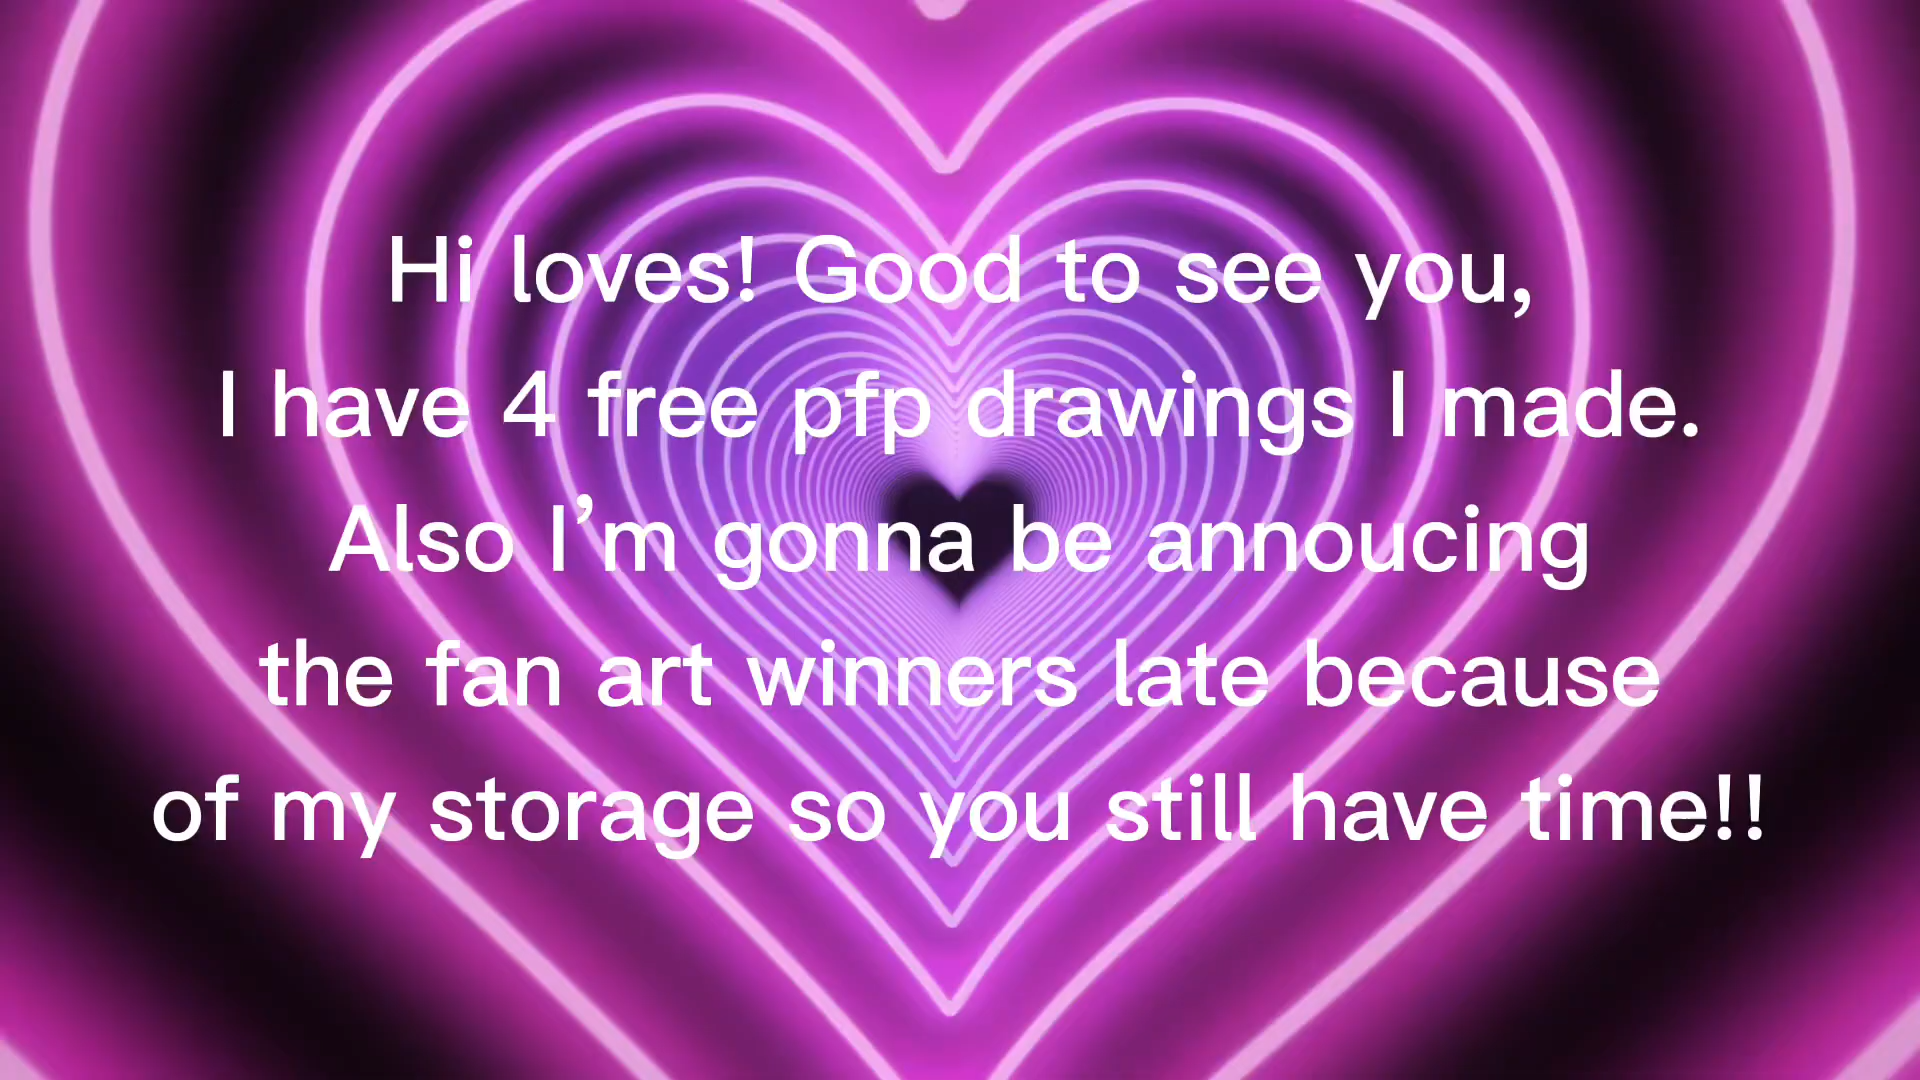 Hi loves! Good to see you,
I have 4 free pfp drawings I made.
Also I’m gonna be annoucing
the fan art winners late because
of my storage so you still have time!!